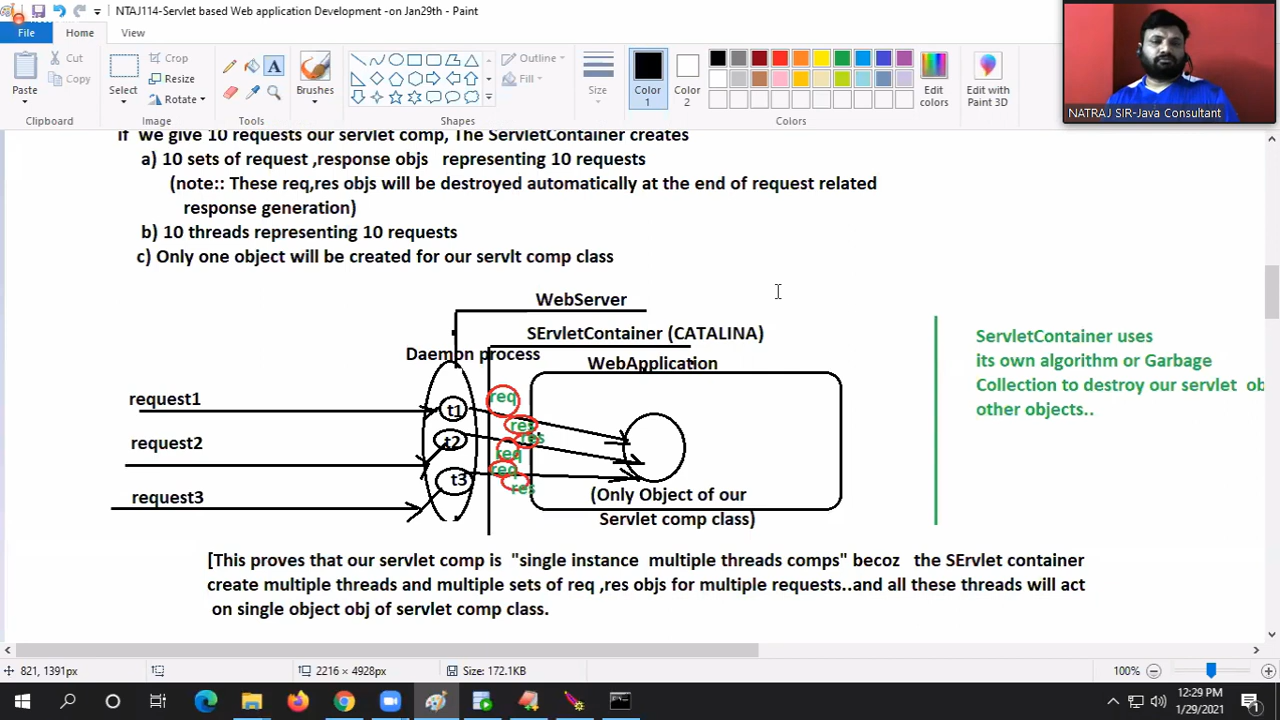 NTAJ114-Servlet based Web application Development -on Jan29th - Paint
File Home View
Cut
Copy
Paste
Clipboard
Crop
Resize
Rotate
Select
Image
Tools
Brushes
Outline
Fill
Shapes
Size
Color 1
Color 2
Edit colors
Edit with Paint 3D
Colors
NATRAJ SIR-Java Consultant
If we give 10 requests our servlet comp, The ServletContainer creates
a) 10 sets of request ,response objs representing 10 requests
(note:: These req,res objs will be destroyed automatically at the end of request related
response generation)
b) 10 threads representing 10 requests
c) Only one object will be created for our servlt comp class
WebServer
SErvletContainer (CATALINA)
Daemon process
WebApplication
request1
t1
req
res
request2
t2
res
req
request3
t3
req
res
(Only Object of our
Servlet comp class)
ServletContainer uses
its own algorithm or Garbage
Collection to destroy our servlet ob
other objects..
[This proves that our servlet comp is "single instance multiple threads comps" becoz the SErvlet container
create multiple threads and multiple sets of req ,res objs for multiple requests..and all these threads will act
on single object obj of servlet comp class.
821, 1391px
2216 × 4928px
Size: 172.1KB
100%
12:29 PM
1/29/2021